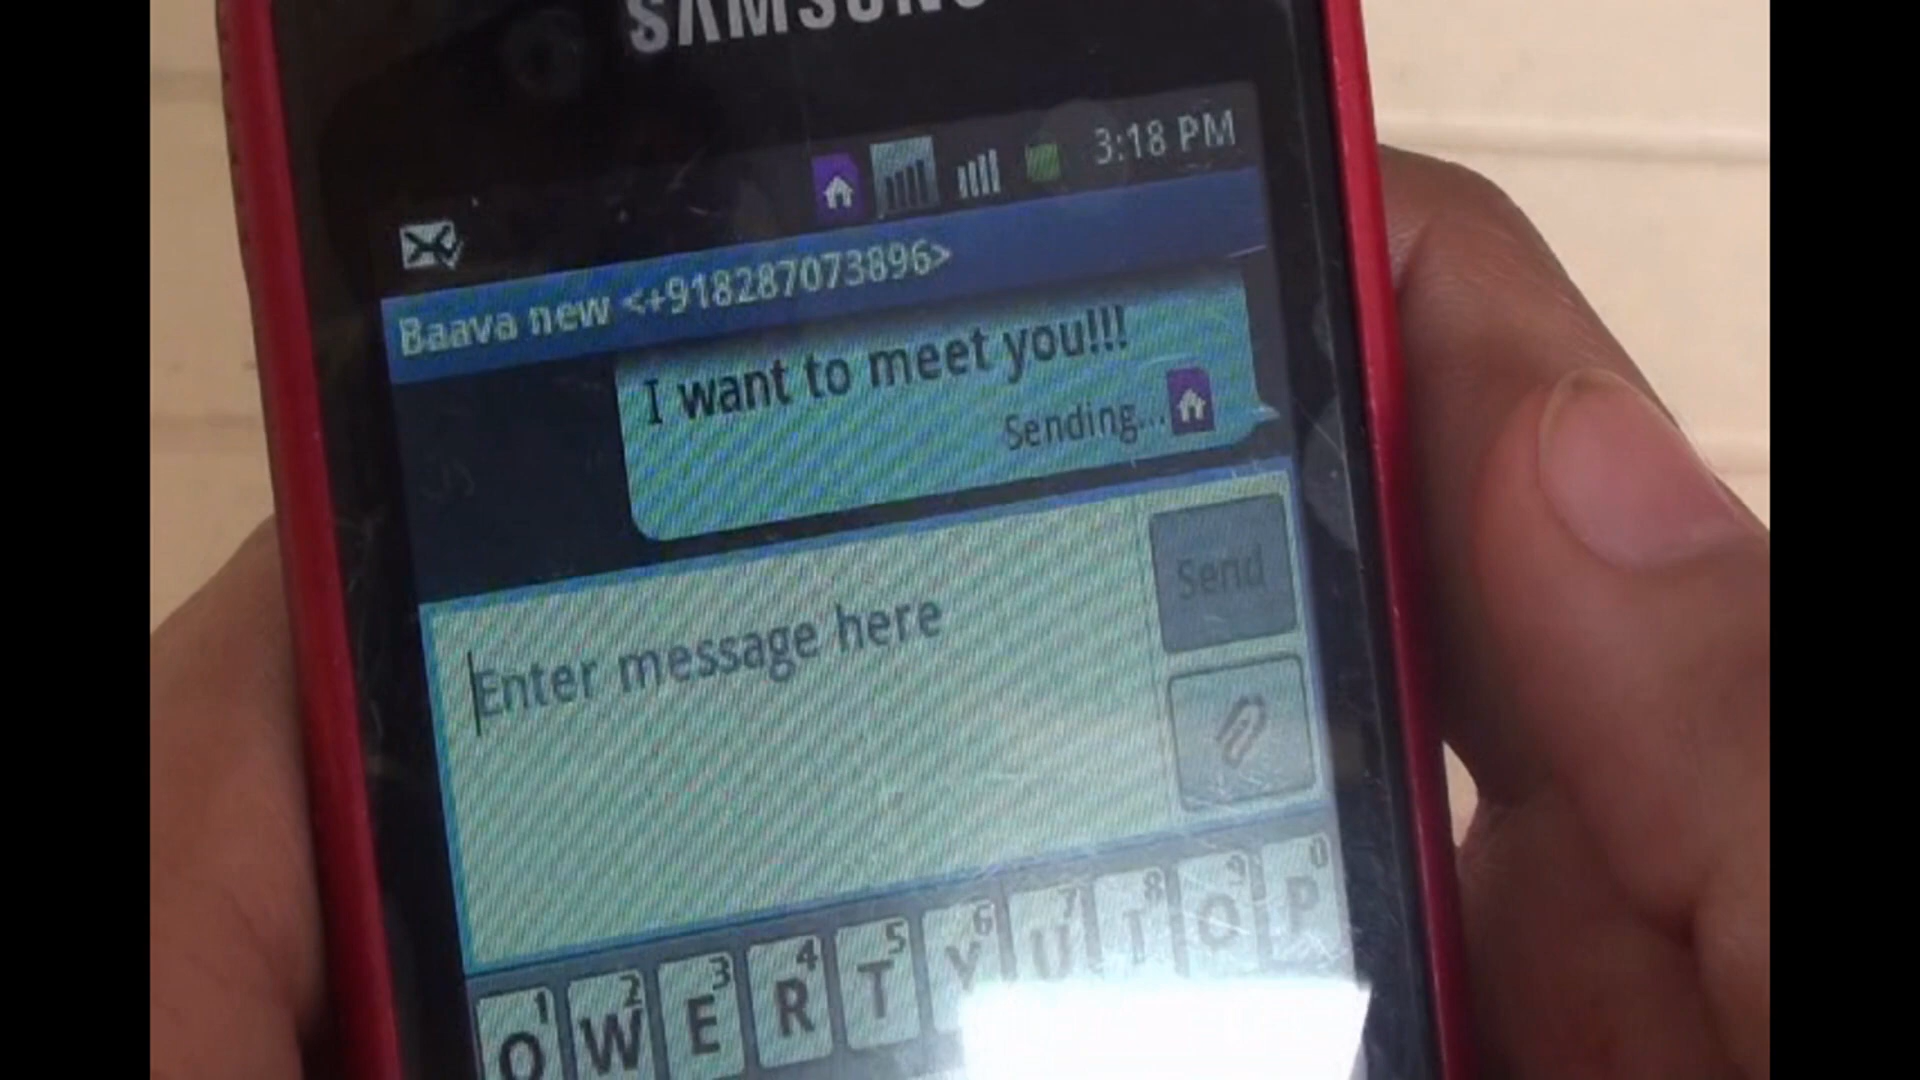 SAMSUNG
3:18 PM
Baava new <+918287073896>
I want to meet you!!!
Sending...
Send
Enter message here
1 2 3 4 5 6 7 8 9 0
Q W E R T Y U I O P